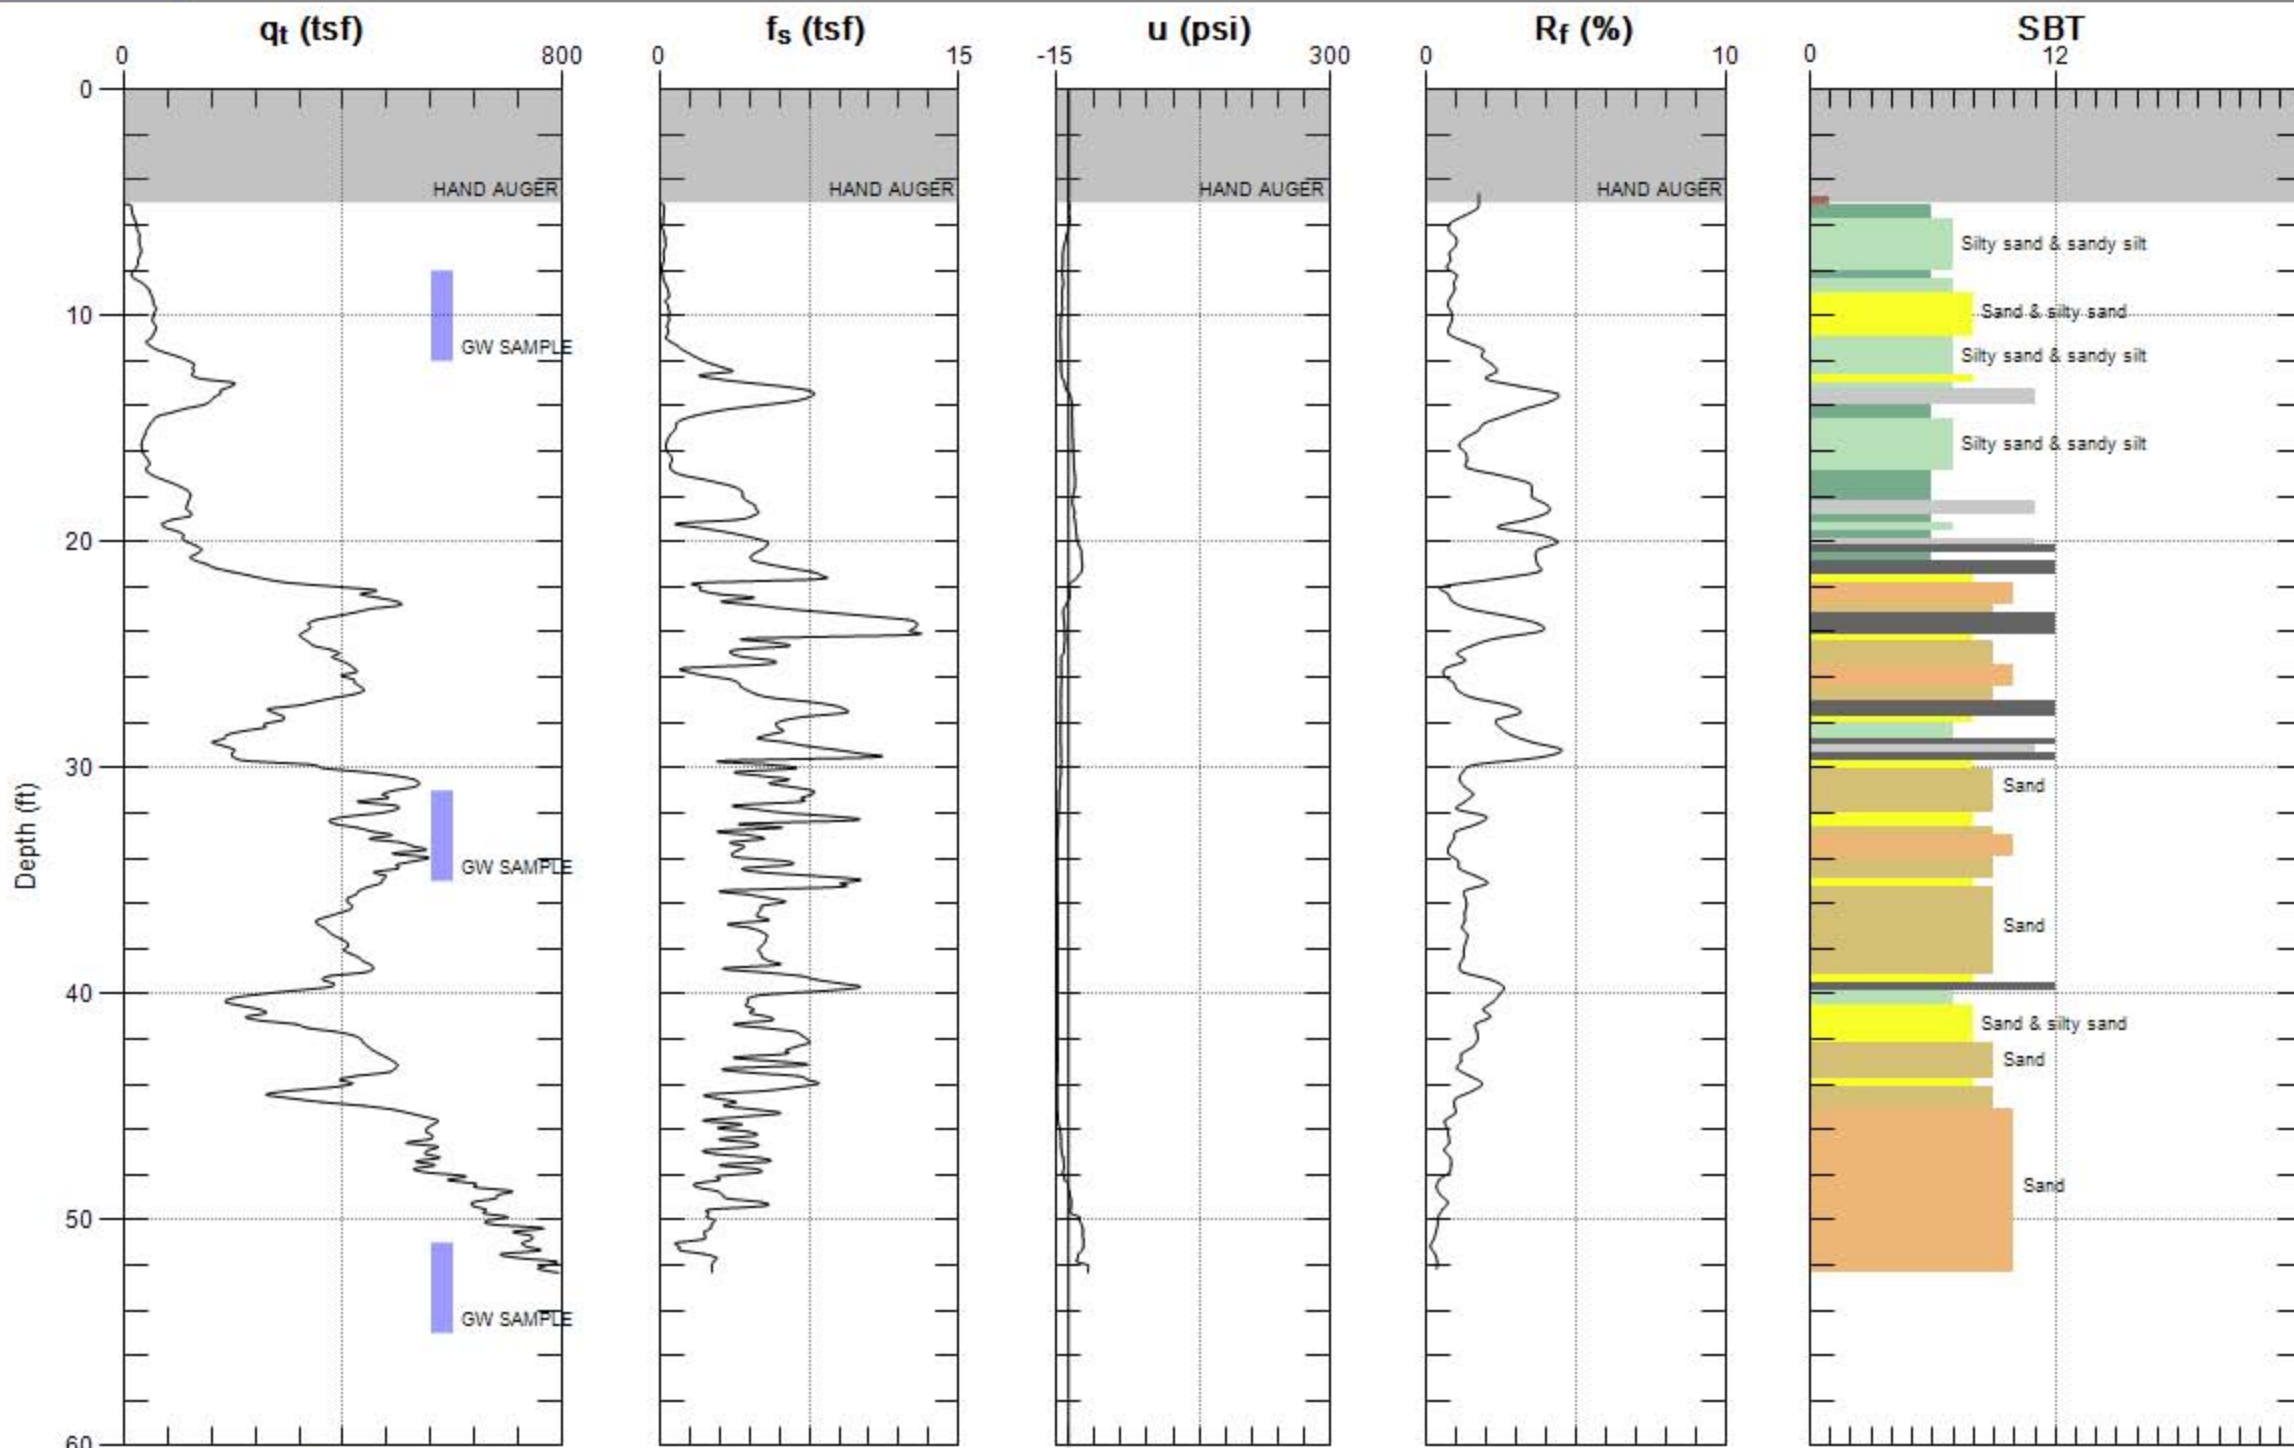 qt (tsf) fs (tsf) u (psi) Rf (%) SBT
0 800 0 15 -15 300 0 10 0 12
0
HAND AUGER HAND AUGER HAND AUGER HAND AUGER
Silty sand & sandy silt
10
Sand & silty sand
GW SAMPLE
Silty sand & sandy silt
Silty sand & sandy silt
20
30
Sand
Depth (ft)
GW SAMPLE
Sand
40
Sand & silty sand
Sand
Sand
50
GW SAMPLE
60